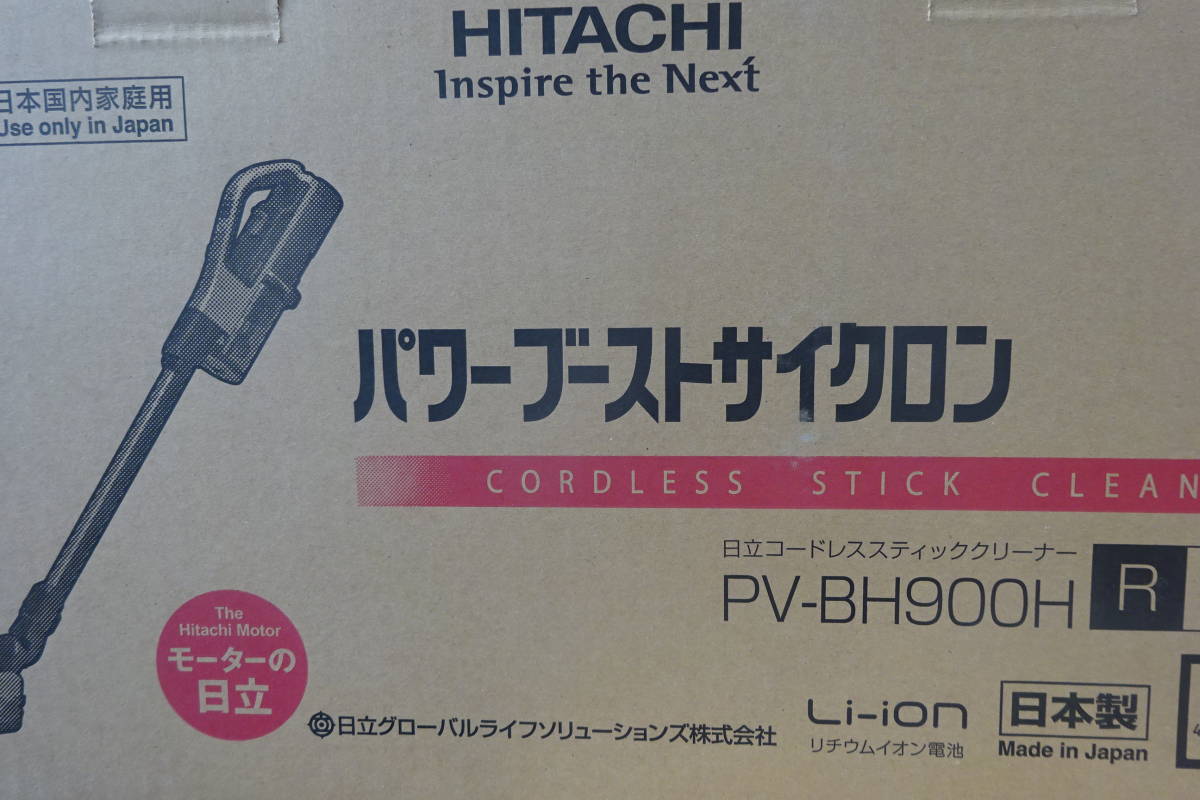 HITACHI
Inspire the Next
日本国内家庭用
Use only in Japan
パワーブーストサイクロン
CORDLESS STICK CLEAN
日立コードレススティッククリーナー
PV-BH900H R
The
Hitachi Motor
モーターの
日立
日立グローバルライフソリューションズ株式会社
Li-ion
リチウムイオン電池
日本製
Made in Japan